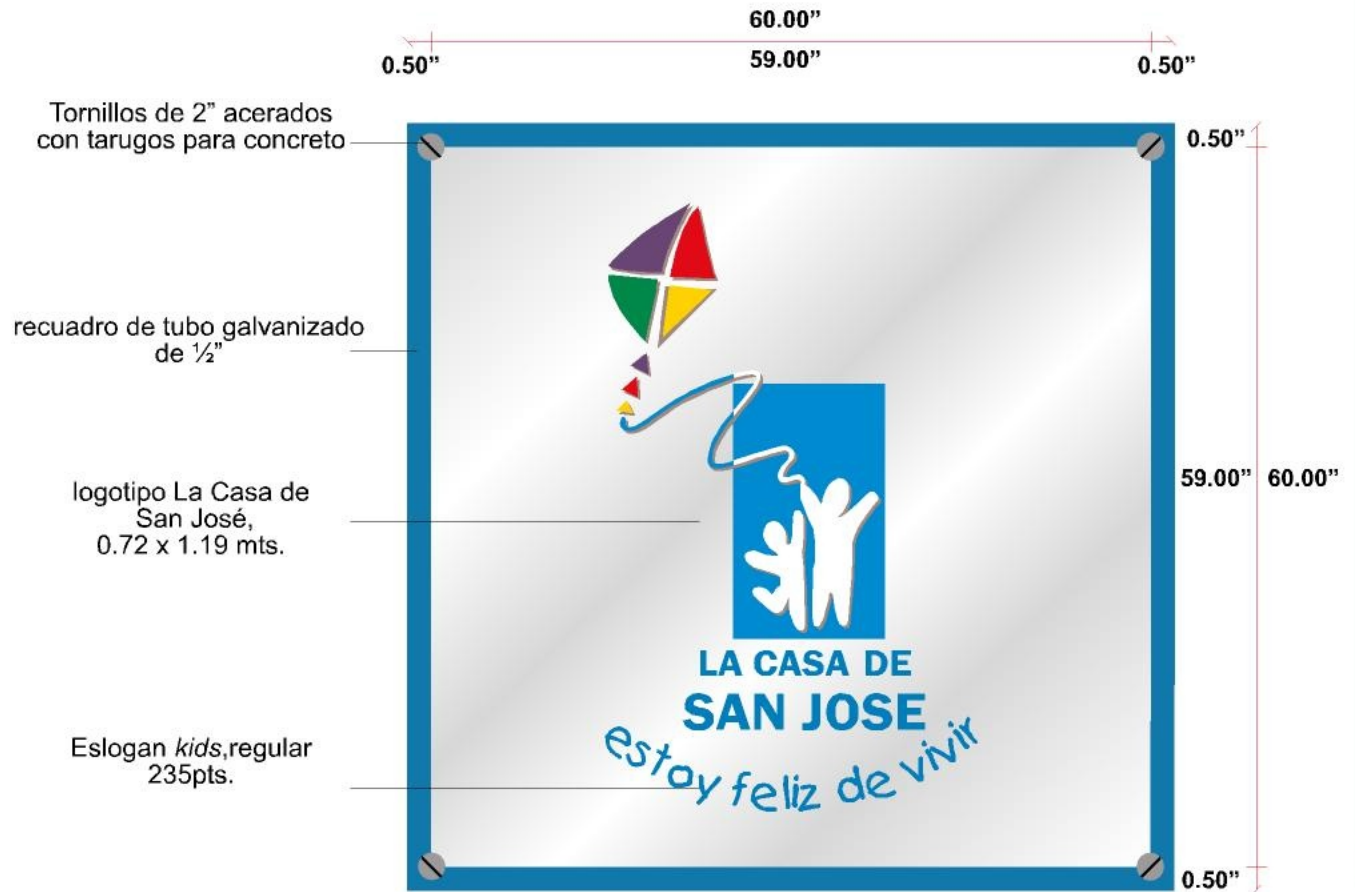 60.00”
59.00”
0.50”
0.50”
Tornillos de 2” acerados
con tarugos para concreto
0.50”
recuadro de tubo galvanizado
de ½”
59.00”
60.00”
logotipo La Casa de
San José,
0.72 x 1.19 mts.
LA CASA DE
SAN JOSE
estoy feliz de vivir
Eslogan kids,regular
235pts.
0.50”